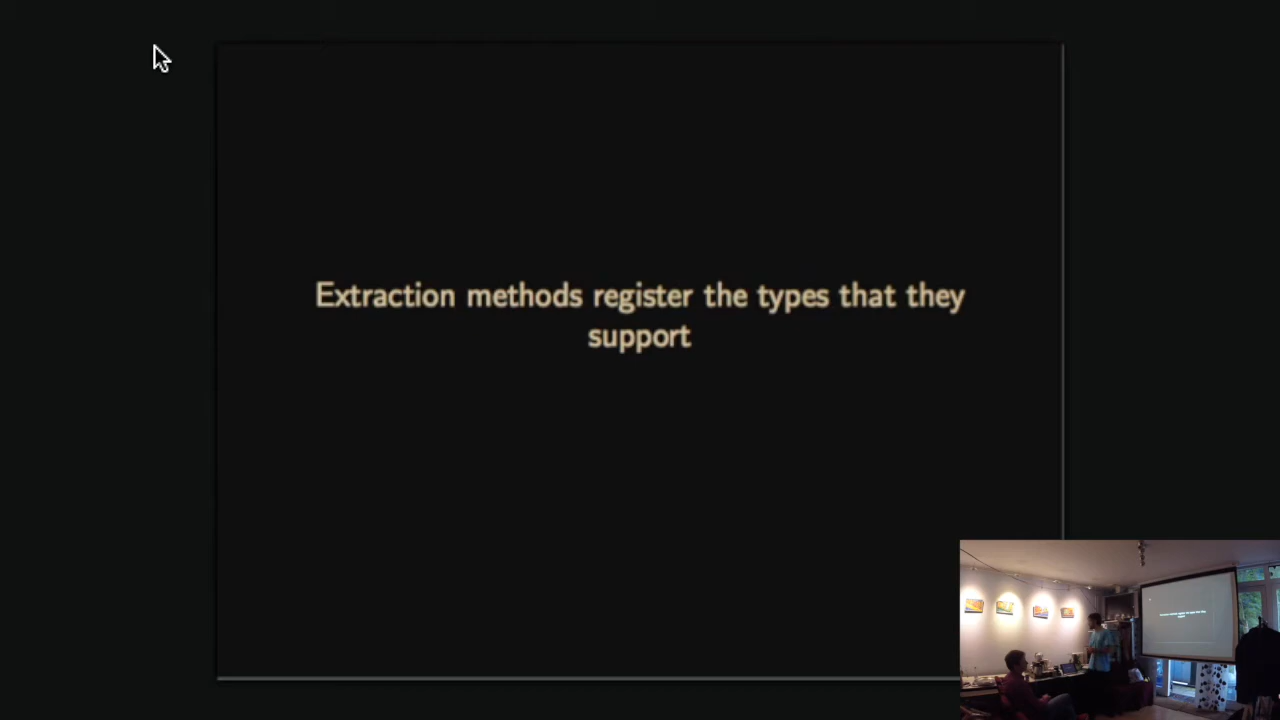 Extraction methods register the types that they
support